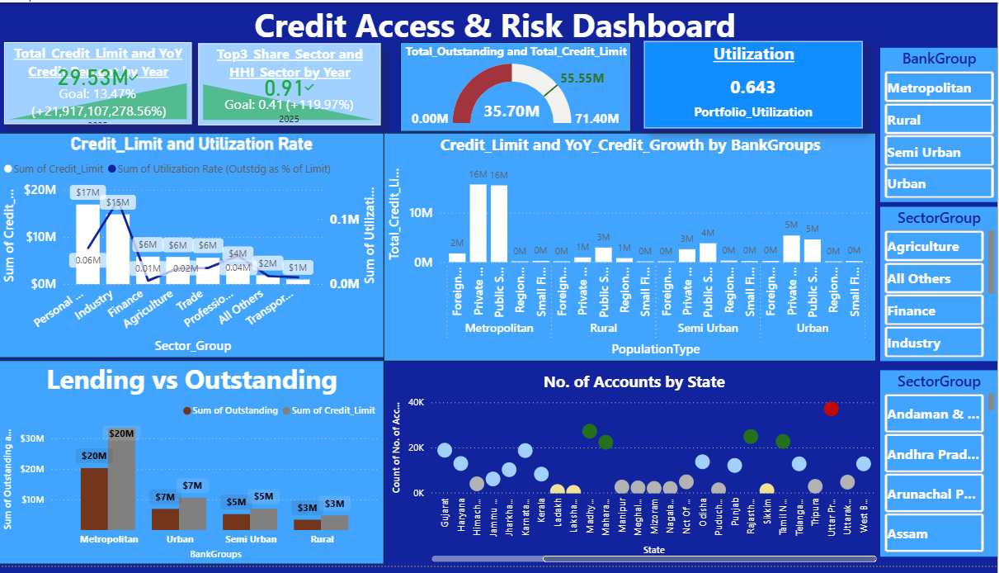 Credit Access & Risk Dashboard
Total_Credit_Limit and YoY
Credit Percent by Year
29.53M
Goal: 13.47%
(+21,917,107,278.56%)
2025
Top3_Share_Sector and
HHI_Sector by Year
0.91
Goal: 0.41 (+119.97%)
2025
Total_Outstanding and Total_Credit_Limit
55.55M
35.70M
0.00M
71.40M
Utilization
0.643
Portfolio_Utilization
BankGroup
Metropolitan
Rural
Semi Urban
Urban
Credit_Limit and Utilization Rate
Sum of Credit_Limit
Sum of Utilization Rate (Outstdg as % of Limit)
Sum of Credit_...
Sum of Utilizati...
$20M
$10M
$0M
0.1M
0.0M
$17M
$15M
$6M
$6M
$6M
$4M
$2M
$1M
0.06M
0.01M
0.02M
0.04M
Personal ...
Industry
Finance
Agriculture
Trade
Professio...
All Others
Transpor...
Sector_Group
Credit_Limit and YoY_Credit_Growth by BankGroups
Total_Credit_Li...
10M
0M
2M
16M
16M
0M
0M
0M
1M
3M
1M
0M
0M
3M
4M
0M
0M
0M
5M
5M
0M
0M
Foreign...
Private ...
Public S...
Region...
Small Fi...
Foreign...
Private ...
Public S...
Region...
Small Fi...
Foreign...
Private ...
Public S...
Region...
Small Fi...
Foreign...
Private ...
Public S...
Region...
Small Fi...
Metropolitan
Rural
Semi Urban
Urban
PopulationType
SectorGroup
Agriculture
All Others
Finance
Industry
Lending vs Outstanding
Sum of Outstanding
Sum of Credit_Limit
Sum of Outstanding a...
$30M
$20M
$10M
$20M
$20M
$7M
$7M
$5M
$5M
$3M
$3M
Metropolitan
Urban
Semi Urban
Rural
BankGroups
No. of Accounts by State
Count of No. of Acc...
40K
20K
0K
Gujarat
Haryana
Himach...
Jammu ...
Jharkha...
Karnata...
Kerala
Ladakh
Laksha...
Madhy...
Mahara...
Manipur
Meghal...
Mizoram
Nagala...
Nct Of ...
Odisha
Puduch...
Punjab
Rajasth...
Sikkim
Tamil N...
Telanga...
Tripura
Uttar Pr...
Uttarak...
West B...
State
SectorGroup
Andaman & ...
Andhra Prad...
Arunachal P...
Assam